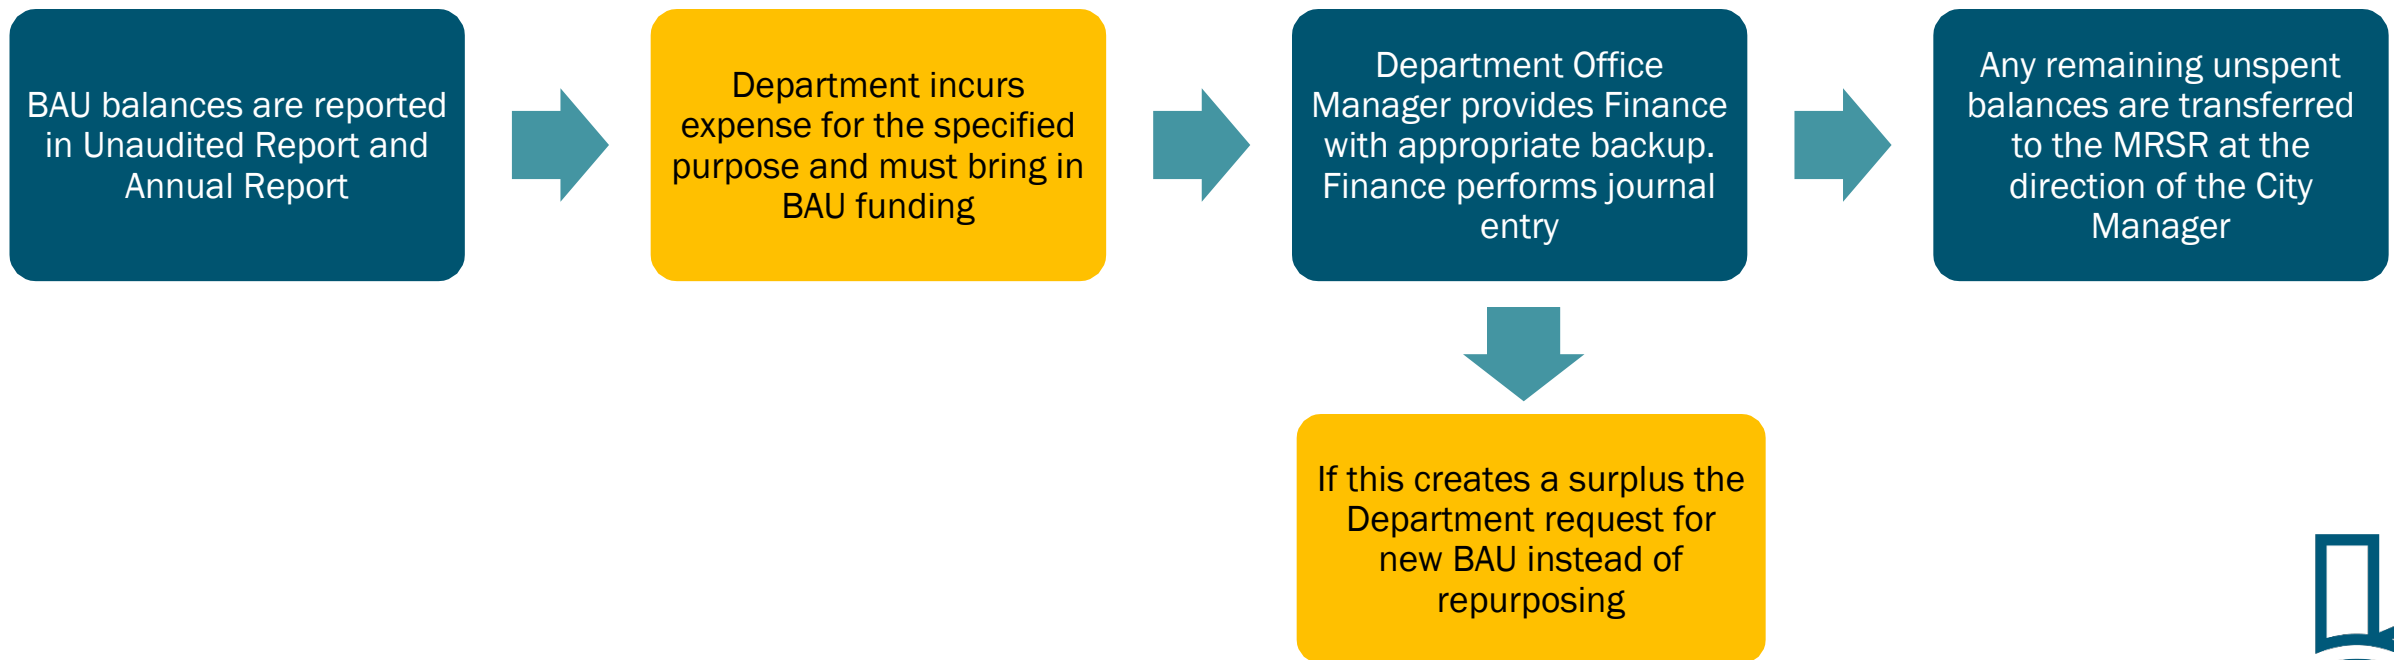 BAU balances are reported
in Unaudited Report and
Annual Report
Department incurs
expense for the specified
purpose and must bring in
BAU funding
Department Office
Manager provides Finance
with appropriate backup.
Finance performs journal
entry
Any remaining unspent
balances are transferred
to the MRSR at the
direction of the City
Manager
If this creates a surplus the
Department request for
new BAU instead of
repurposing